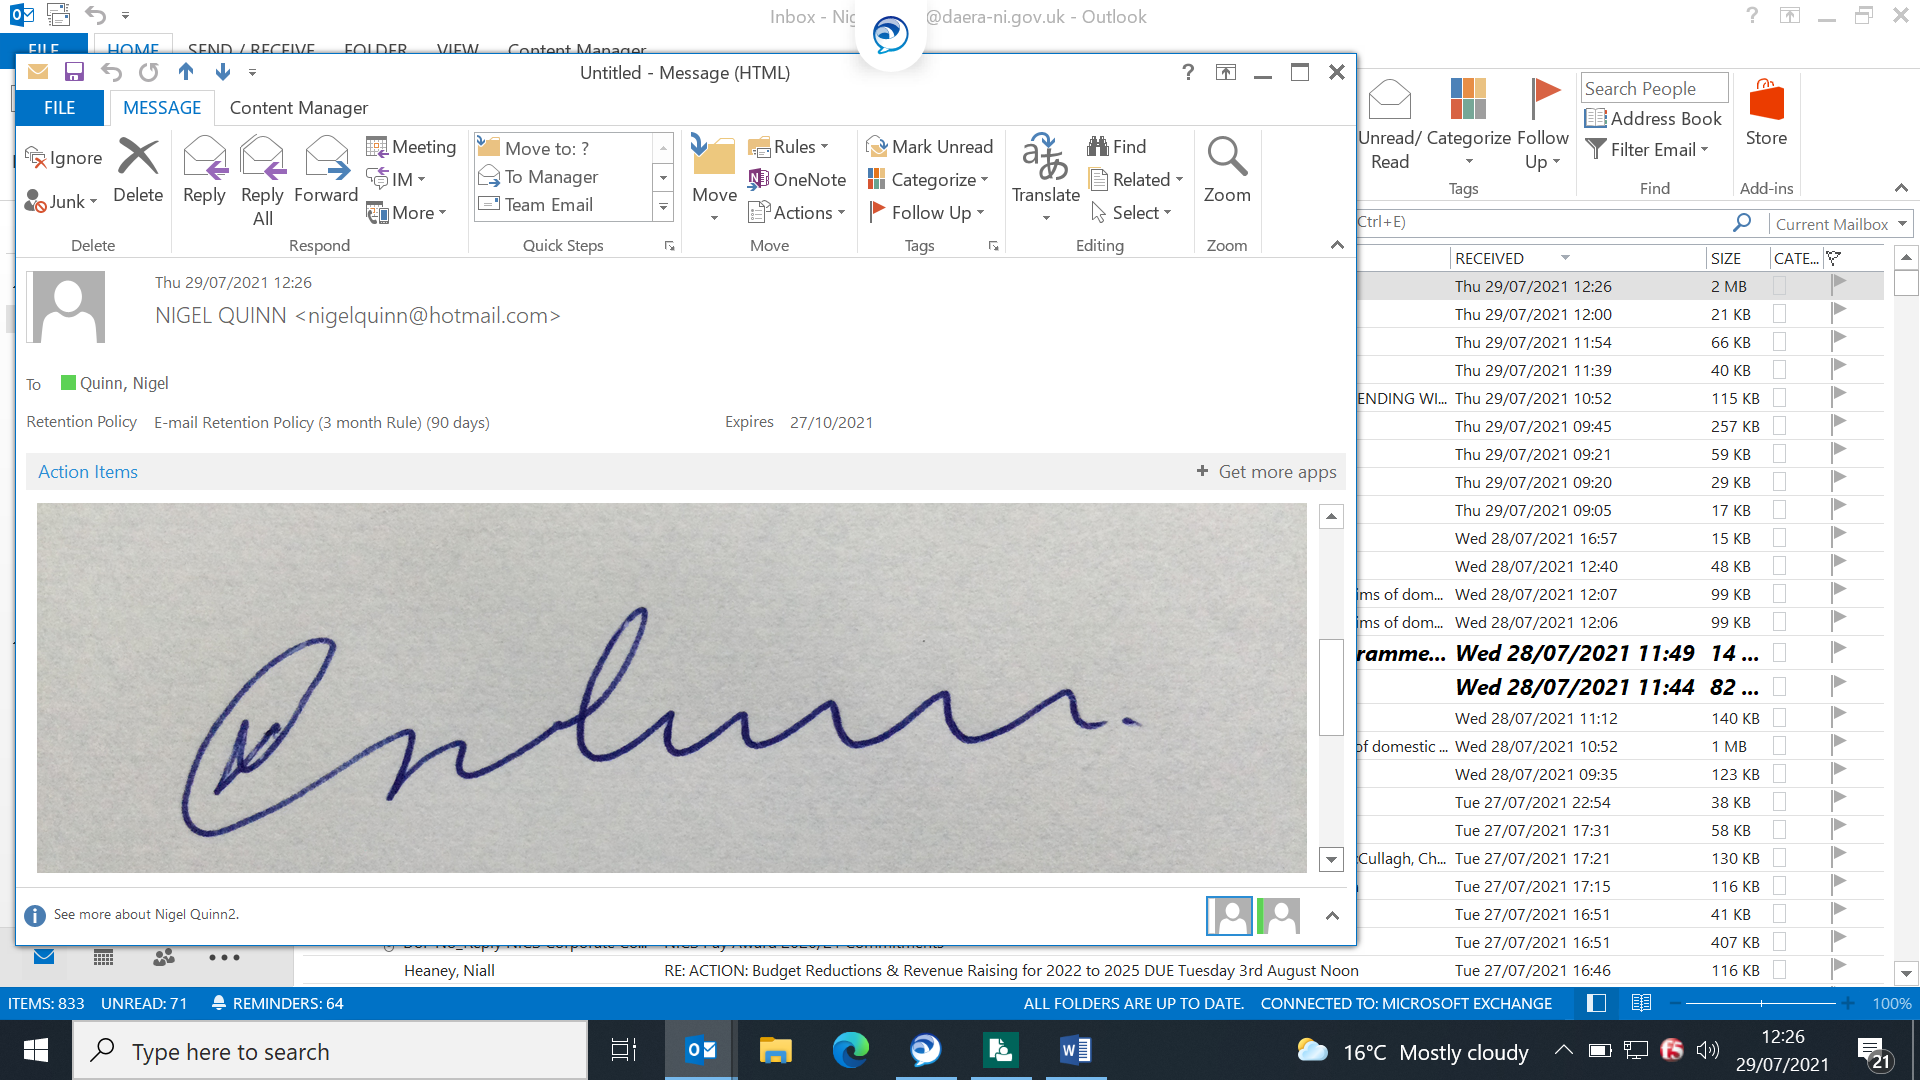 Inbox - Nig @daera-ni.gov.uk - Outlook
FILE HOME SEND / RECEIVE FOLDER VIEW Content Manager
Untitled - Message (HTML)
FILE MESSAGE Content Manager
Ignore
Junk
Delete
Delete
Reply
Reply All
Forward
Meeting
IM
More
Respond
Move to: ?
To Manager
Team Email
Quick Steps
Move
Rules
OneNote
Actions
Move
Mark Unread
Categorize
Follow Up
Tags
Translate
Find
Related
Select
Editing
Zoom
Zoom
Unread/ Read
Categorize
Follow Up
Tags
Search People
Address Book
Filter Email
Find
Store
Add-ins
Ctrl+E)
Current Mailbox
Thu 29/07/2021 12:26
NIGEL QUINN <nigelquinn@hotmail.com>
To Quinn, Nigel
Retention Policy E-mail Retention Policy (3 month Rule) (90 days) Expires 27/10/2021
Action Items + Get more apps
See more about Nigel Quinn2.
RECEIVED SIZE CATE...
Thu 29/07/2021 12:26 2 MB
Thu 29/07/2021 12:00 21 KB
Thu 29/07/2021 11:54 66 KB
Thu 29/07/2021 11:39 40 KB
ENDING WI... Thu 29/07/2021 10:52 115 KB
Thu 29/07/2021 09:45 257 KB
Thu 29/07/2021 09:21 59 KB
Thu 29/07/2021 09:20 29 KB
Thu 29/07/2021 09:05 17 KB
Wed 28/07/2021 16:57 15 KB
Wed 28/07/2021 12:40 48 KB
ims of dom... Wed 28/07/2021 12:07 99 KB
ims of dom... Wed 28/07/2021 12:06 99 KB
ramme... Wed 28/07/2021 11:49 14 ...
Wed 28/07/2021 11:44 82 ...
Wed 28/07/2021 11:12 140 KB
of domestic ... Wed 28/07/2021 10:52 1 MB
Wed 28/07/2021 09:35 123 KB
Tue 27/07/2021 22:54 38 KB
Tue 27/07/2021 17:31 58 KB
Cullagh, Ch... Tue 27/07/2021 17:21 130 KB
Tue 27/07/2021 17:15 116 KB
Tue 27/07/2021 16:51 41 KB
Tue 27/07/2021 16:51 407 KB
Heaney, Niall RE: ACTION: Budget Reductions & Revenue Raising for 2022 to 2025 DUE Tuesday 3rd August Noon Tue 27/07/2021 16:46 116 KB
ITEMS: 833 UNREAD: 71 REMINDERS: 64 ALL FOLDERS ARE UP TO DATE. CONNECTED TO: MICROSOFT EXCHANGE 100%
Type here to search
16°C Mostly cloudy
12:26
29/07/2021
21